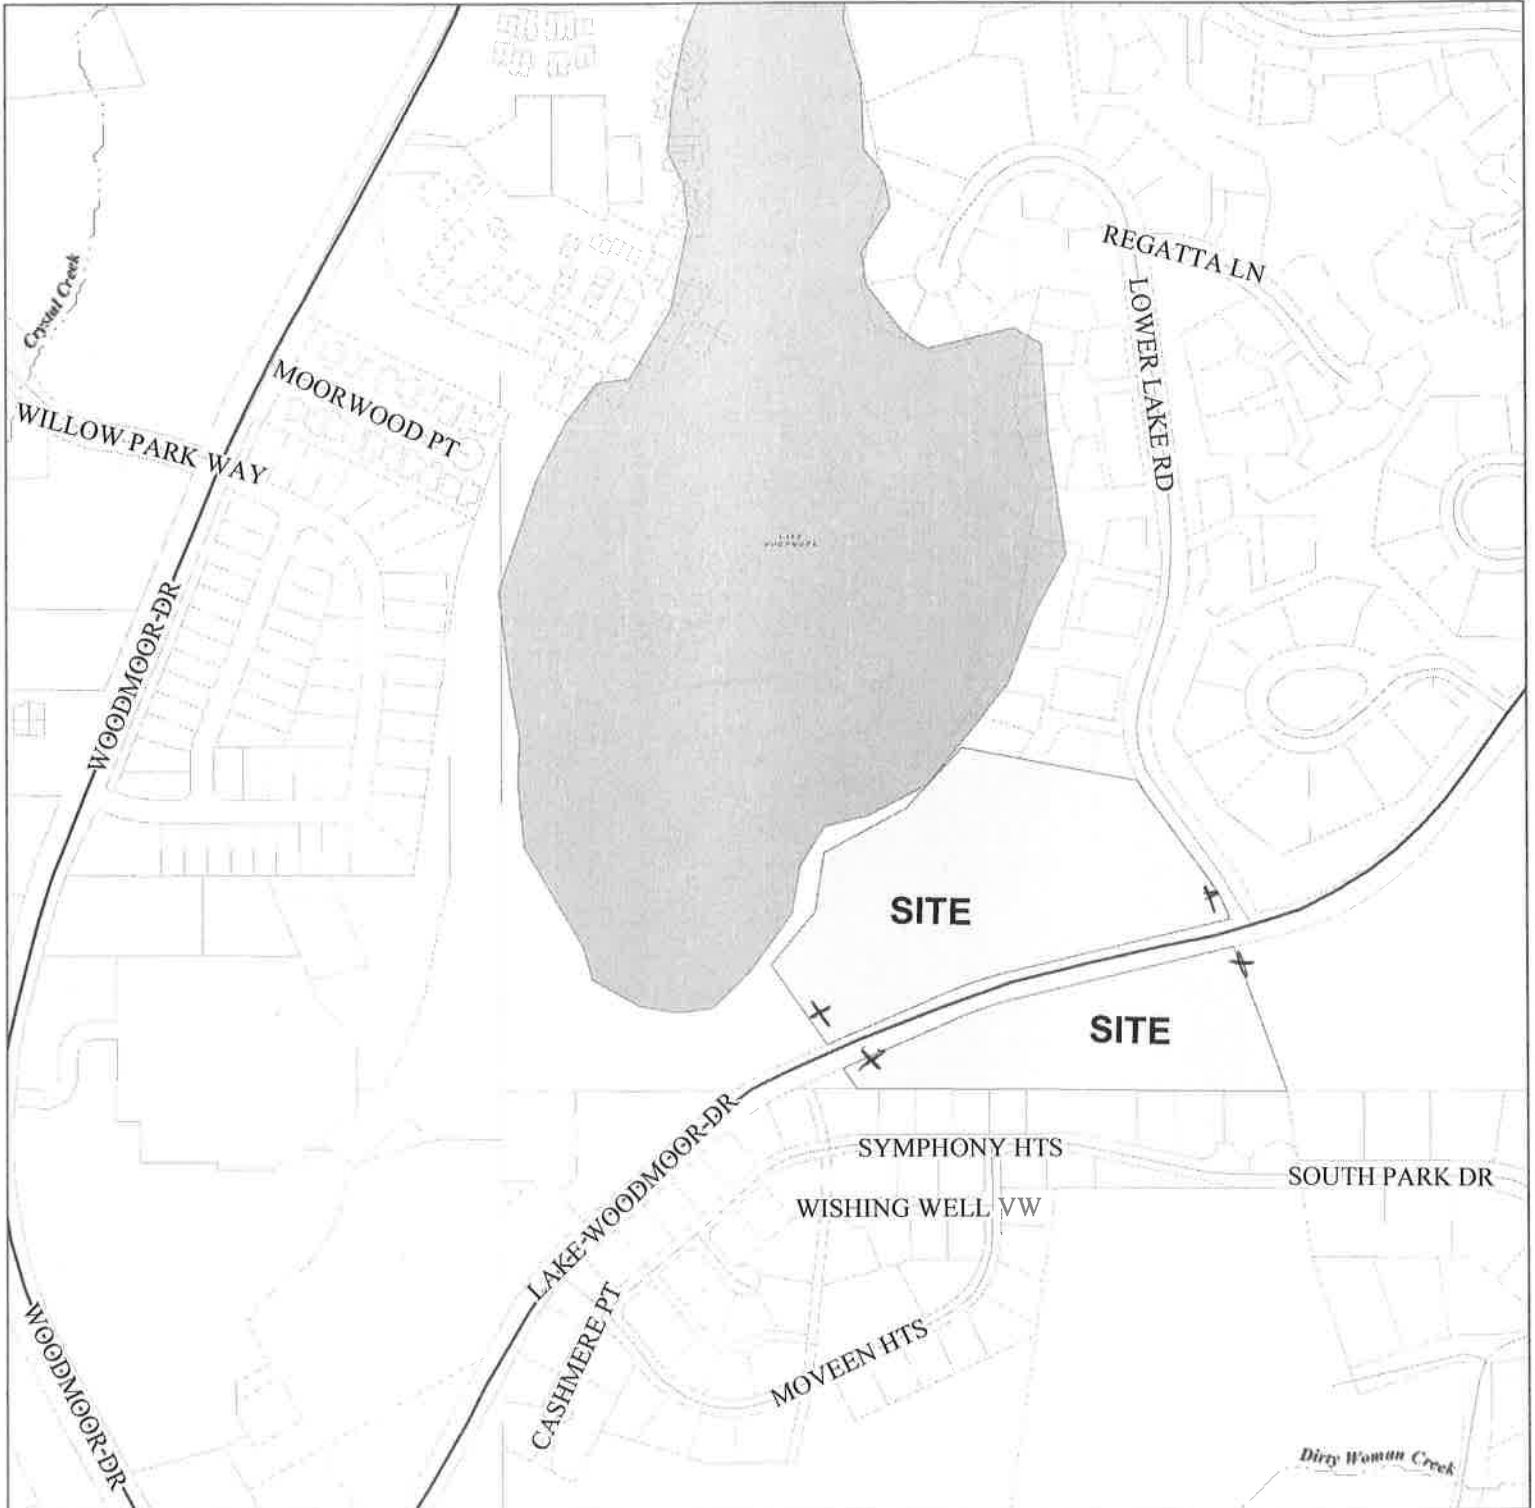 REGATTA LN
Crystal Creek
LOWER LAKE RD
MOORWOOD PT
WILLOW PARK WAY
LAKE
WOODMOOR-DR
SITE
SITE
LAKE-WOODMOOR-DR
SYMPHONY HTS
SOUTH PARK DR
WISHING WELL VW
CASHMERE PT
MOVEEN HTS
WOODMOOR-DR
Dirty Woman Creek